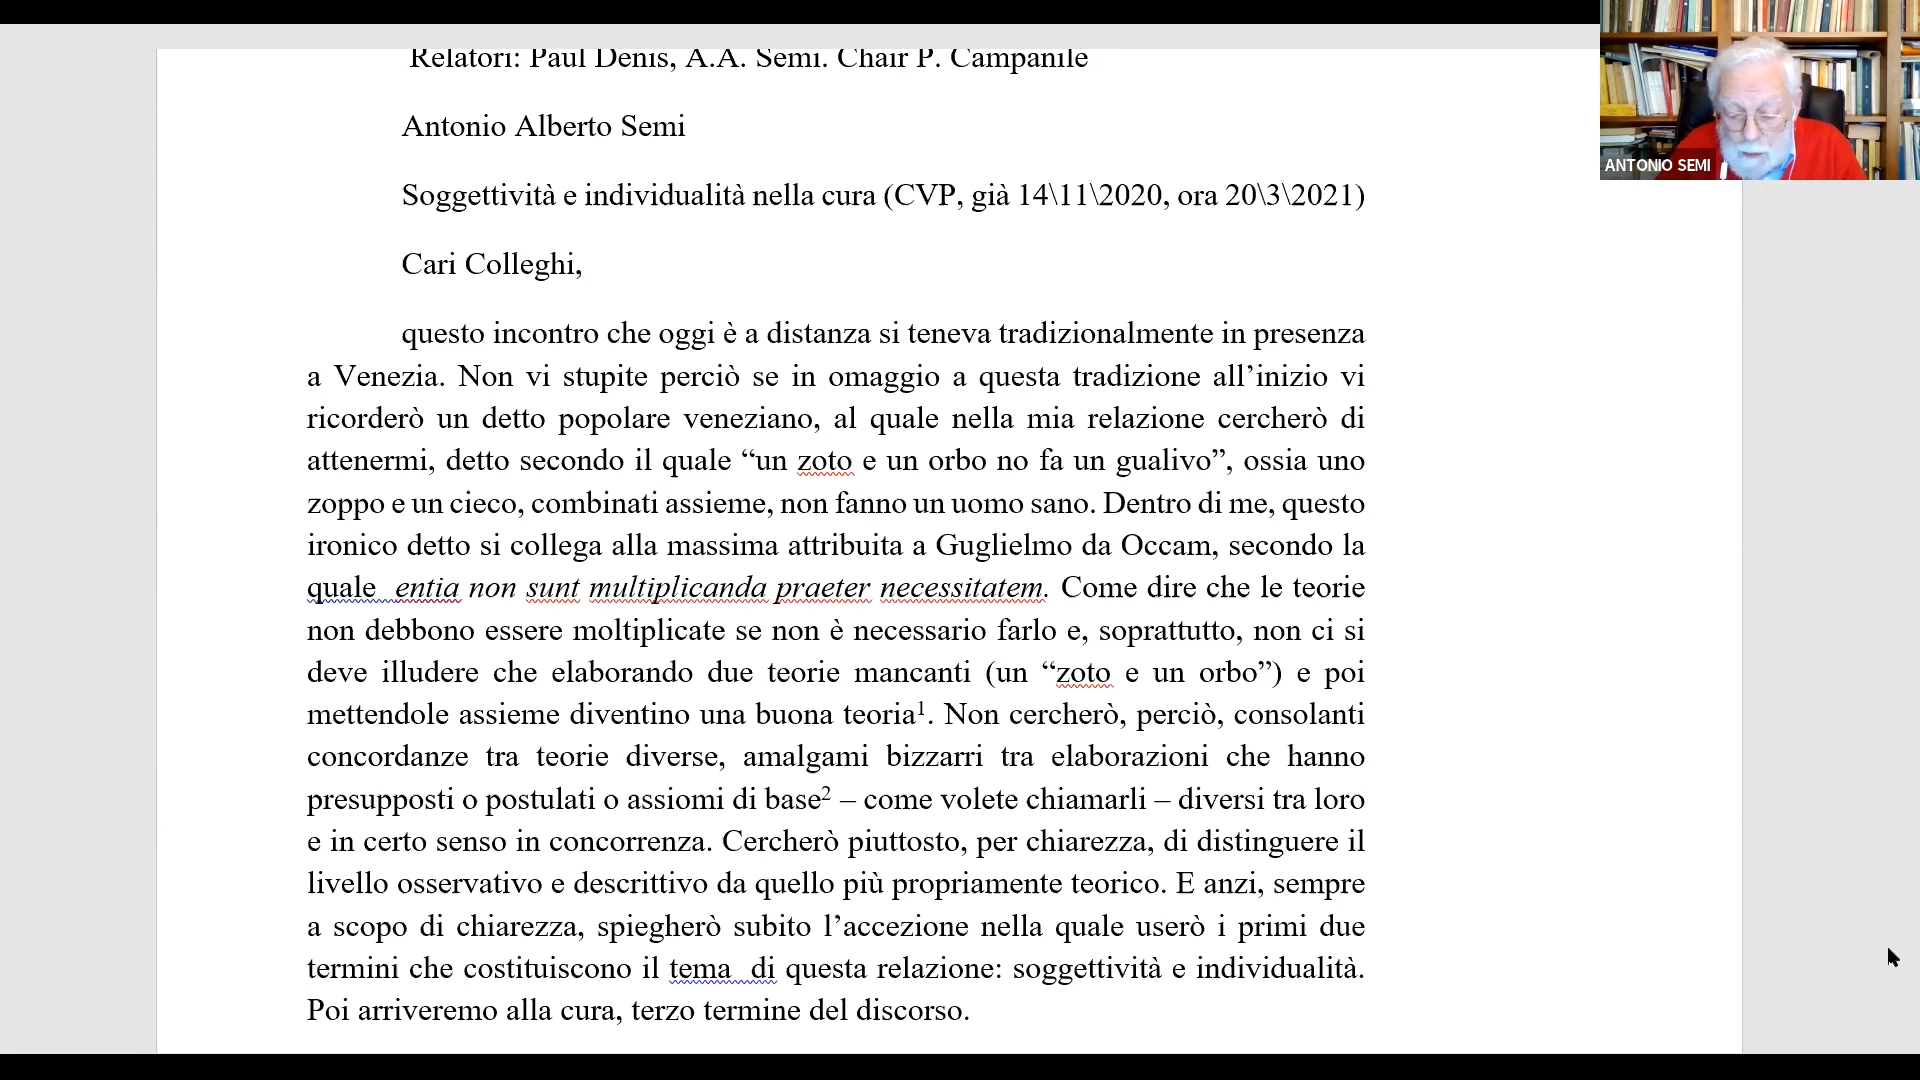 Relatori: Paul Denis, A.A. Semi. Chair P. Campanile
Antonio Alberto Semi
Soggettività e individualità nella cura (CVP, già 14\11\2020, ora 20\3\2021)
Cari Colleghi,
questo incontro che oggi è a distanza si teneva tradizionalmente in presenza
a Venezia. Non vi stupite perciò se in omaggio a questa tradizione all’inizio vi
ricorderò un detto popolare veneziano, al quale nella mia relazione cercherò di
attenermi, detto secondo il quale “un zoto e un orbo no fa un gualivo”, ossia uno
zoppo e un cieco, combinati assieme, non fanno un uomo sano. Dentro di me, questo
ironico detto si collega alla massima attribuita a Guglielmo da Occam, secondo la
quale entia non sunt multiplicanda praeter necessitatem. Come dire che le teorie
non debbono essere moltiplicate se non è necessario farlo e, soprattutto, non ci si
deve illudere che elaborando due teorie mancanti (un “zoto e un orbo”) e poi
mettendole assieme diventino una buona teoria¹. Non cercherò, perciò, consolanti
concordanze tra teorie diverse, amalgami bizzarri tra elaborazioni che hanno
presupposti o postulati o assiomi di base² – come volete chiamarli – diversi tra loro
e in certo senso in concorrenza. Cercherò piuttosto, per chiarezza, di distinguere il
livello osservativo e descrittivo da quello più propriamente teorico. E anzi, sempre
a scopo di chiarezza, spiegherò subito l’accezione nella quale userò i primi due
termini che costituiscono il tema di questa relazione: soggettività e individualità.
Poi arriveremo alla cura, terzo termine del discorso.
ANTONIO SEMI